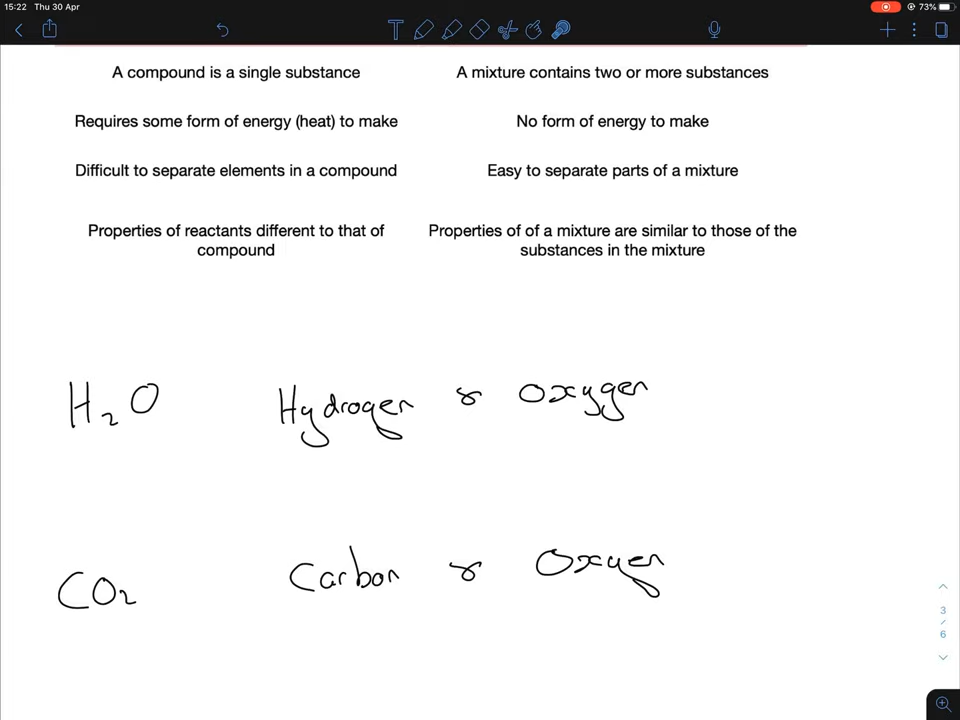 15:22 Thu 30 Apr
73%
A compound is a single substance
A mixture contains two or more substances
Requires some form of energy (heat) to make
No form of energy to make
Difficult to separate elements in a compound
Easy to separate parts of a mixture
Properties of reactants different to that of
compound
Properties of of a mixture are similar to those of the
substances in the mixture
H₂O
Hydrogen & Oxygen
CO₂
Carbon & Oxygen
3
/
6